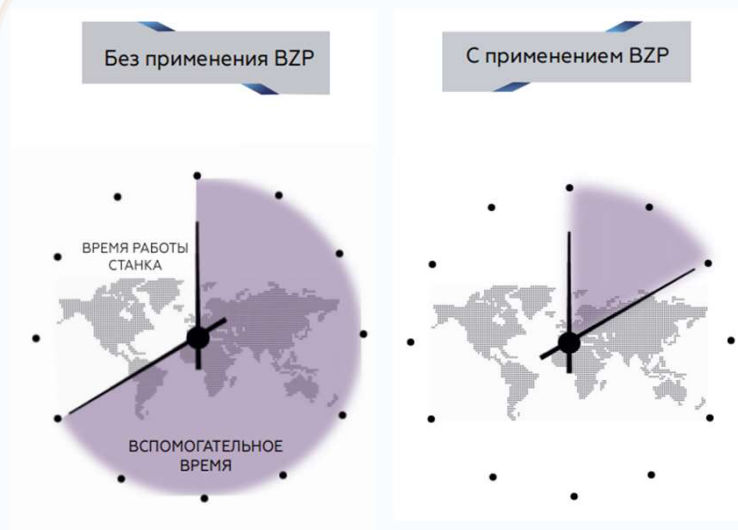 Без применения BZP
С применением BZP
ВРЕМЯ РАБОТЫ
СТАНКА
ВСПОМОГАТЕЛЬНОЕ
ВРЕМЯ